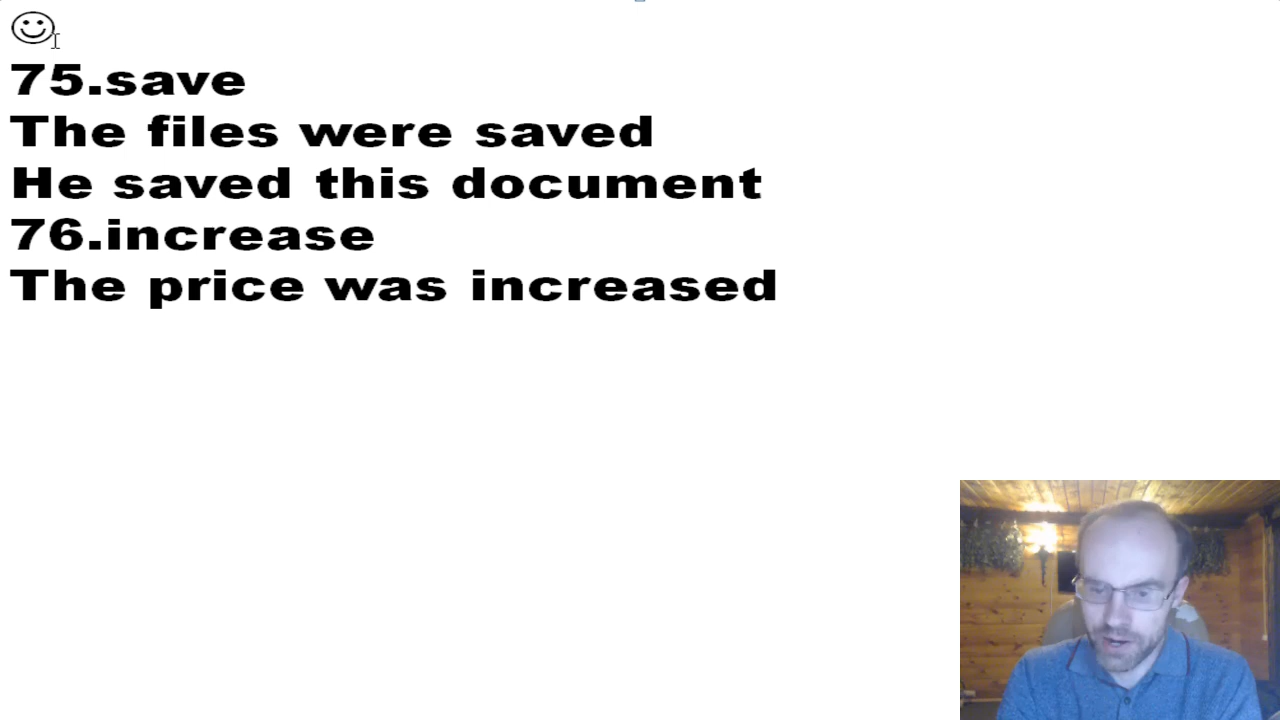 75.save
The files were saved
He saved this document
76.increase
The price was increased